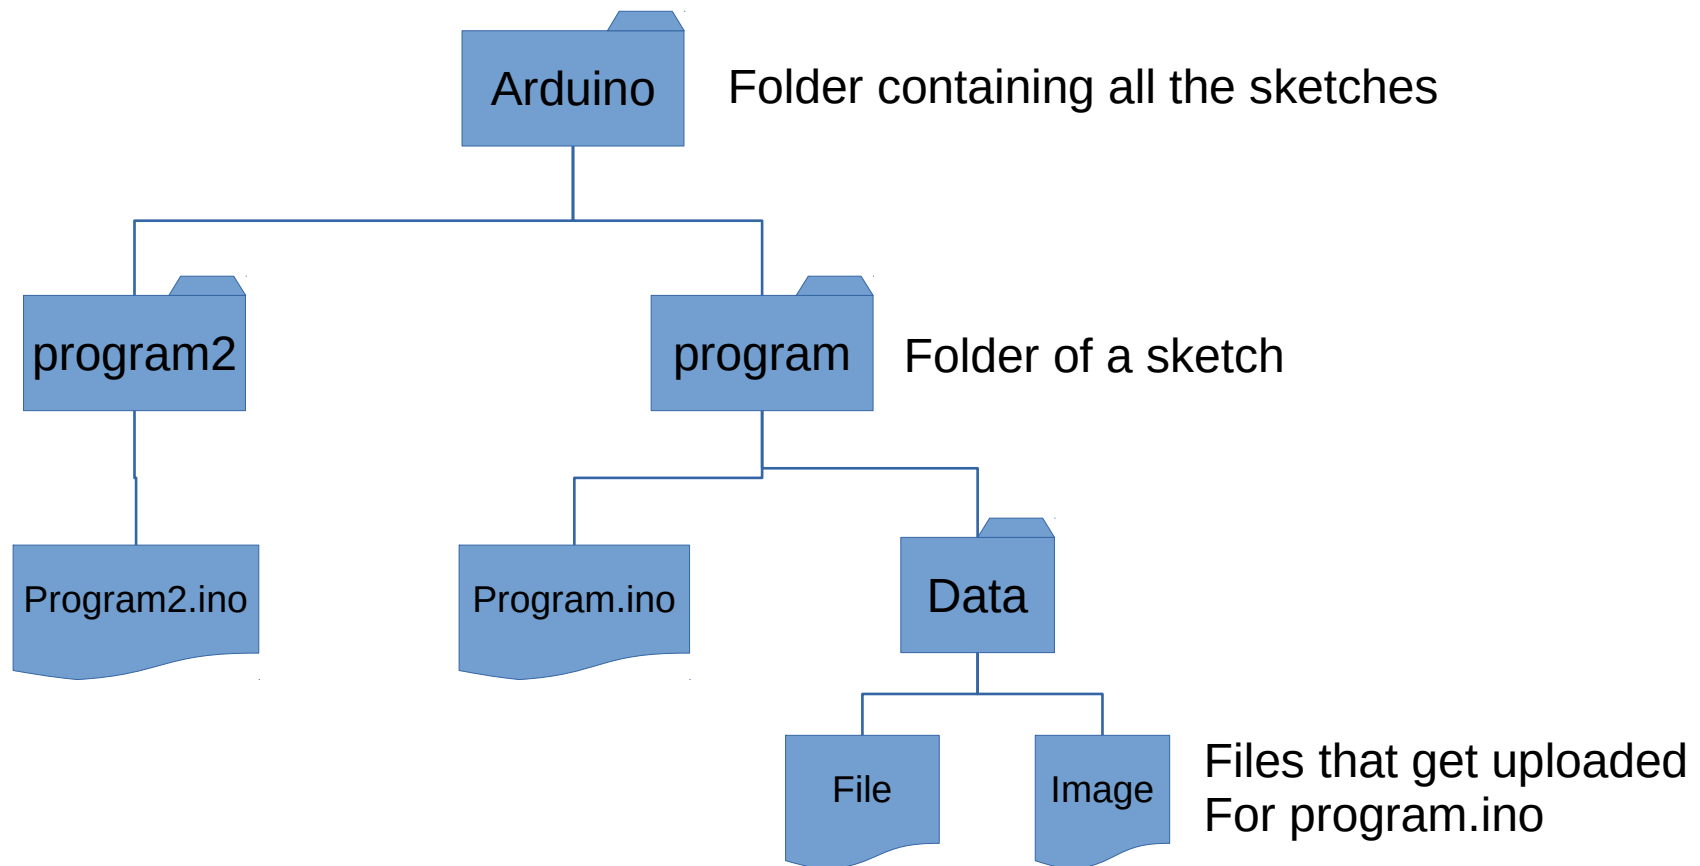 Arduino
Folder containing all the sketches
program2
program
Folder of a sketch
Program2.ino
Program.ino
Data
File
Image
Files that get uploaded
For program.ino